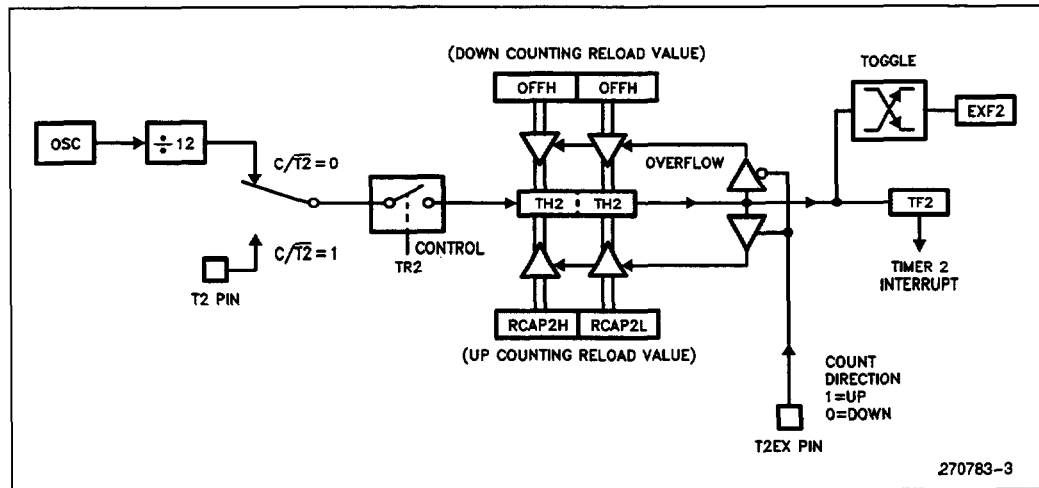 (DOWN COUNTING RELOAD VALUE)
OFFH OFFH
TOGGLE
EXF2
OSC
÷12
C/T̅2̅=0
OVERFLOW
TH2 TH2
TF2
CONTROL
TR2
C/T̅2̅=1
T2 PIN
TIMER 2
INTERRUPT
RCAP2H RCAP2L
(UP COUNTING RELOAD VALUE)
COUNT
DIRECTION
1=UP
0=DOWN
T2EX PIN
270783-3